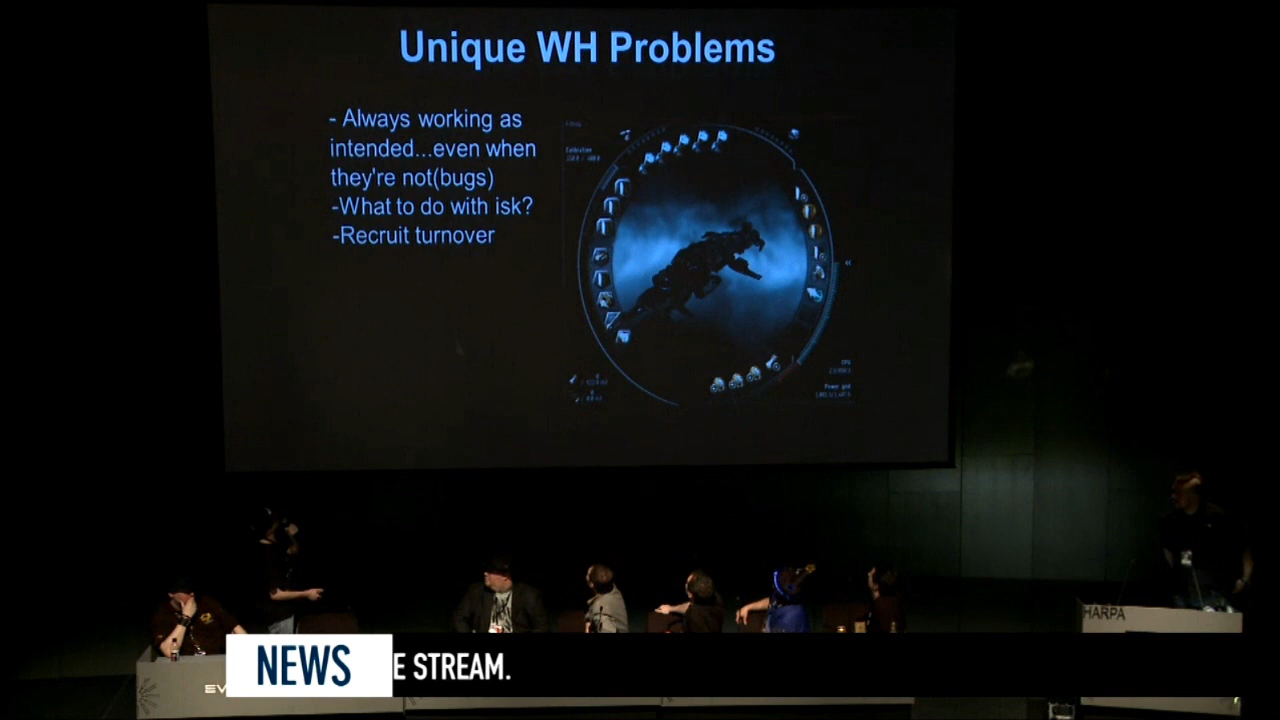 Unique WH Problems
- Always working as
intended...even when
they're not(bugs)
-What to do with isk?
-Recruit turnover
HARPA
EV
NEWS
E STREAM.